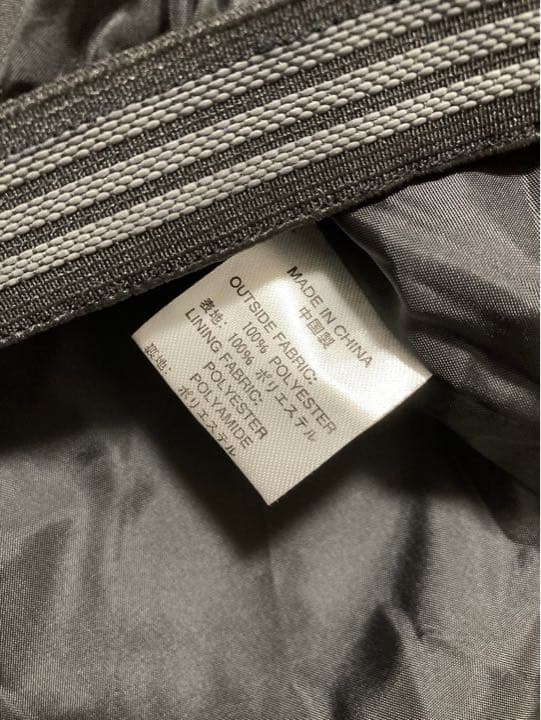 MADE IN CHINA
中国製
OUTSIDE FABRIC:
100% POLYESTER
表地: 100% ポリエステル
LINING FABRIC:
POLYESTER
POLYAMIDE
裏地:
ポリエステル